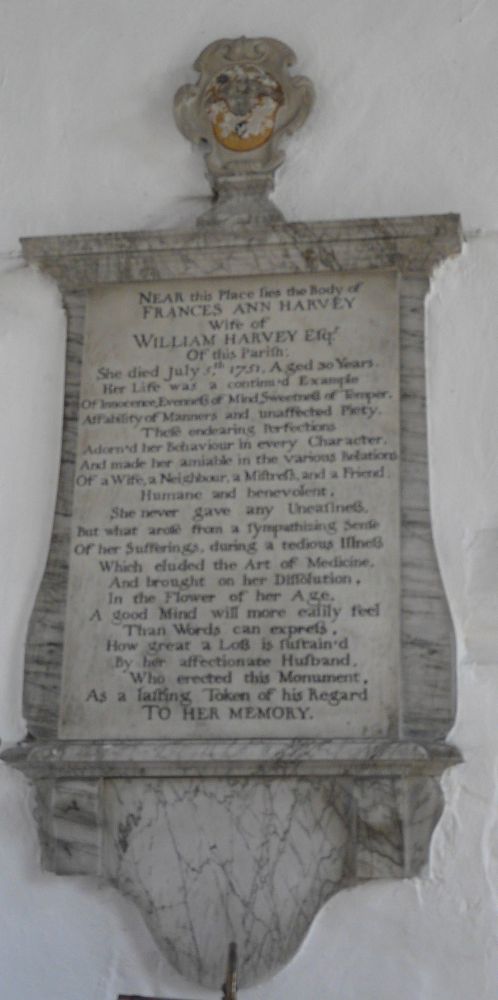 NEAR this Place lies the Body of
FRANCES ANN HARVEY
Wife of
WILLIAM HARVEY Esqr.
Of this Pariſh:
She died July 5th 1751, Aged 30 Years.
Her Life was a continu'd Example
Of Innocence, Evenneſs of Mind, Sweetneſs of Temper,
Affability of Manners and unaffected Piety.
Theſe endearing Perfections
Adorn'd her Behaviour in every Character.
And made her amiable in the various Relations
Of a Wife, a Neighbour, a Miſtreſs, and a Friend.
Humane and benevolent,
She never gave any Uneaſineſs,
But what aroſe from a ſympathizing Senſe
Of her Sufferings, during a tedious Illneſs
Which eluded the Art of Medicine,
And brought on her Diſſolution,
In the Flower of her Age.
A good Mind will more eaſily feel
Than Words can expreſs,
How great a Loſs is ſuſtain'd
By her affectionate Huſband,
Who erected this Monument,
As a laſting Token of his Regard
TO HER MEMORY.